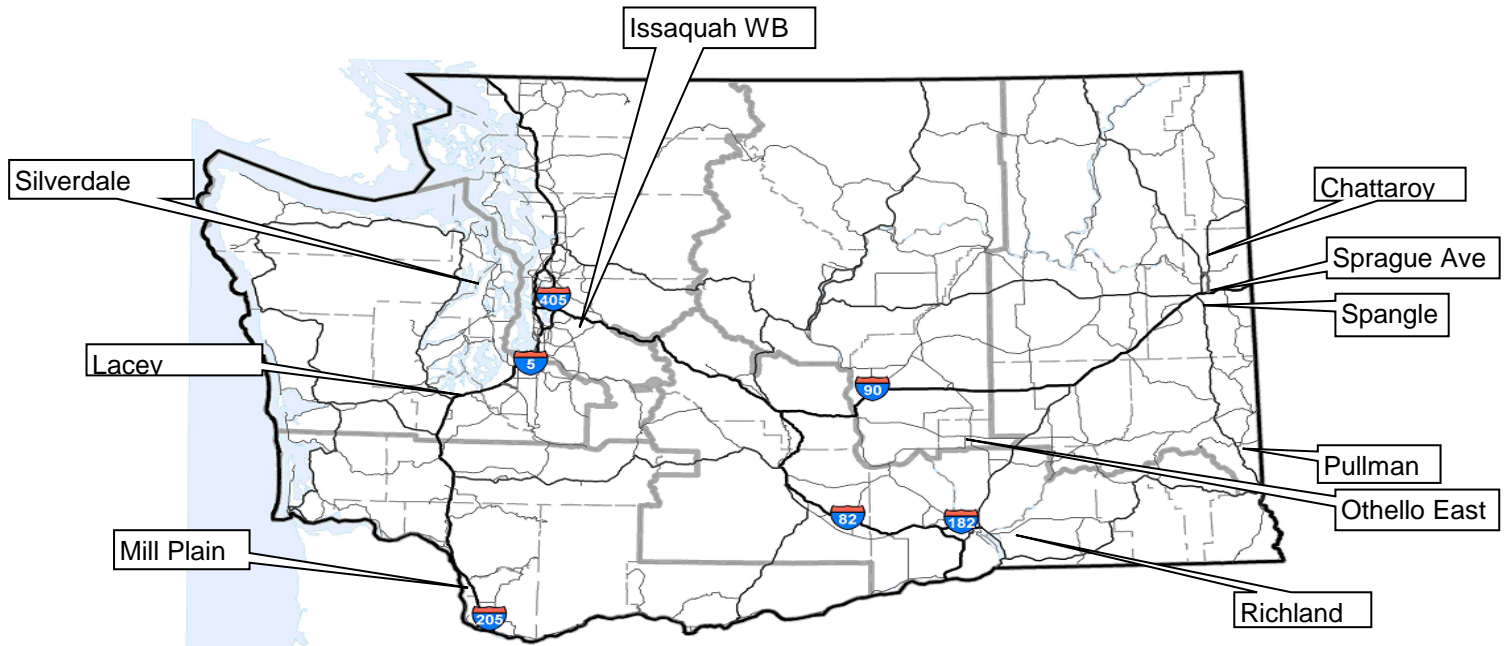 Issaquah WB
Silverdale
Chattaroy
Sprague Ave
405
Spangle
Lacey
5
90
Pullman
Othello East
82
182
Mill Plain
205
Richland